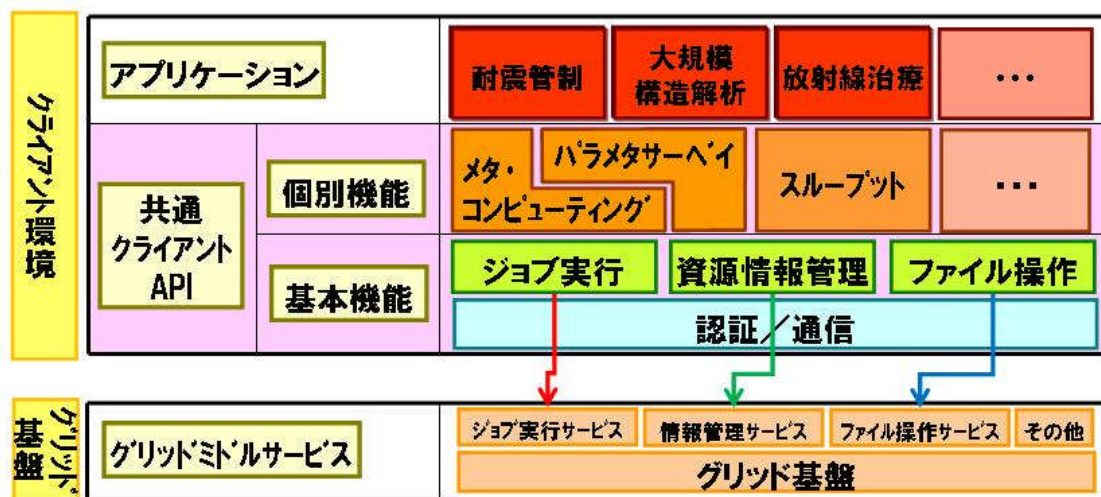 クライアント環境
アプリケーション
耐震管制
大規模
構造解析
放射線治療
・・・
共通
クライアント
API
個別機能
メタ・
コンピューティング
パラメタサーベイ
スループット
・・・
基本機能
ジョブ実行
資源情報管理
ファイル操作
認証／通信
グリッド
基盤
グリッドミドルサービス
ジョブ実行サービス
情報管理サービス
ファイル操作サービス
その他
グリッド基盤